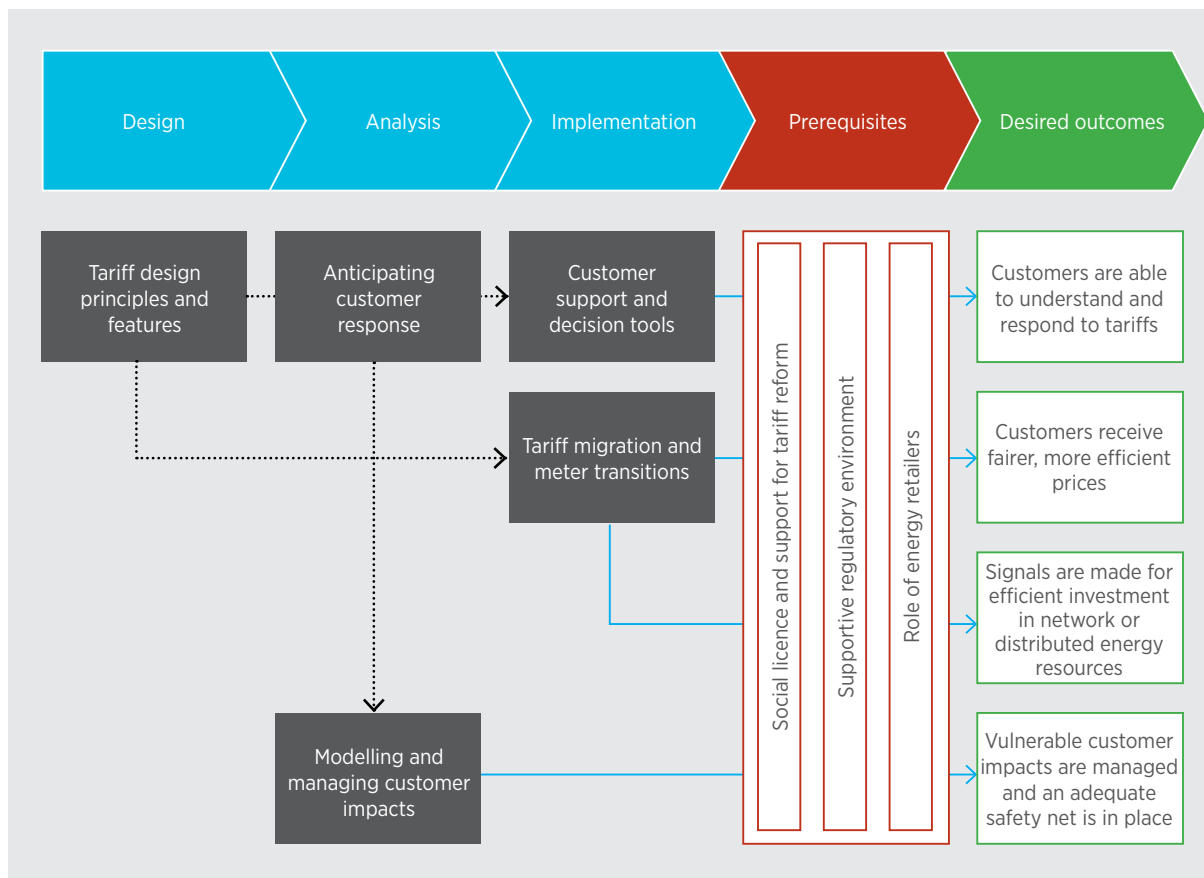 Design
Analysis
Implementation
Prerequisites
Desired outcomes
Tariff design
principles and
features
Anticipating
customer
response
Customer
support and
decision tools
Tariff migration and
meter transitions
Modelling and
managing customer
impacts
Social licence and support for tariff reform
Supportive regulatory environment
Role of energy retailers
Customers are able
to understand and
respond to tariffs
Customers receive
fairer, more efficient
prices
Signals are made for
efficient investment
in network or
distributed energy
resources
Vulnerable customer
impacts are managed
and an adequate
safety net is in place